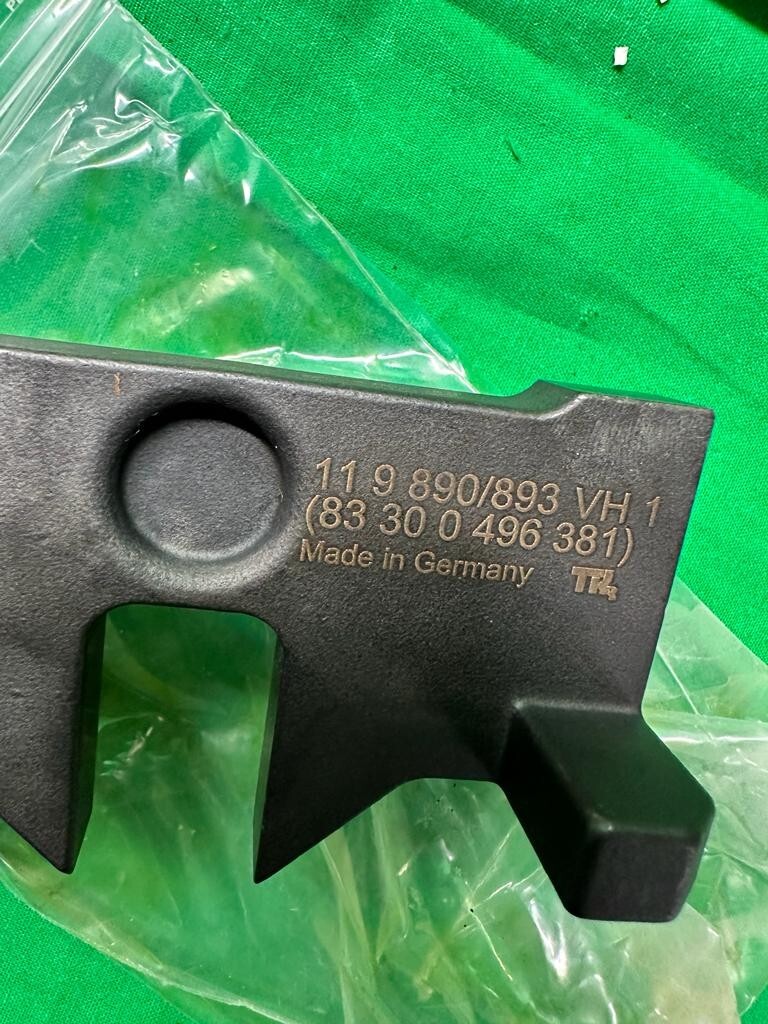 11 9 890/893 VH 1
(83 30 0 496 381)
Made in Germany